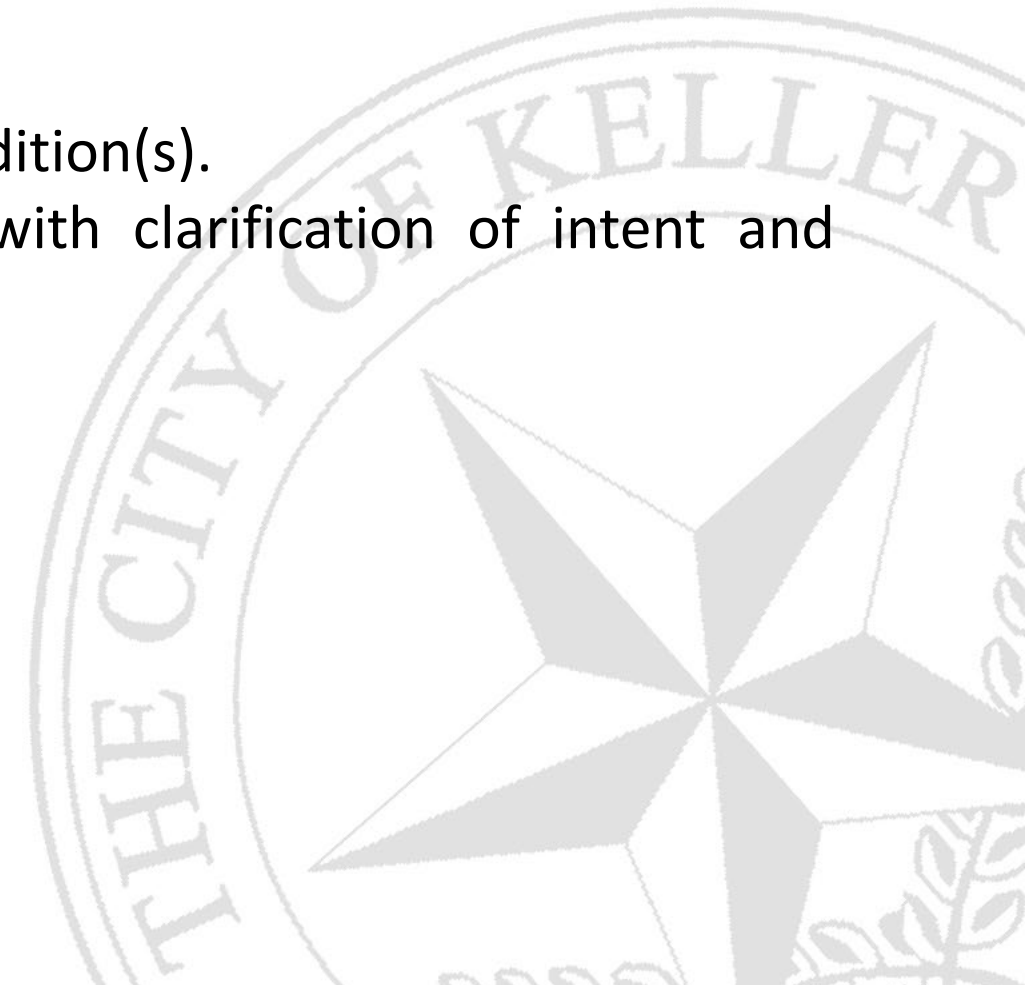 dition(s).
with clarification of intent and
THE CITY OF KELLER